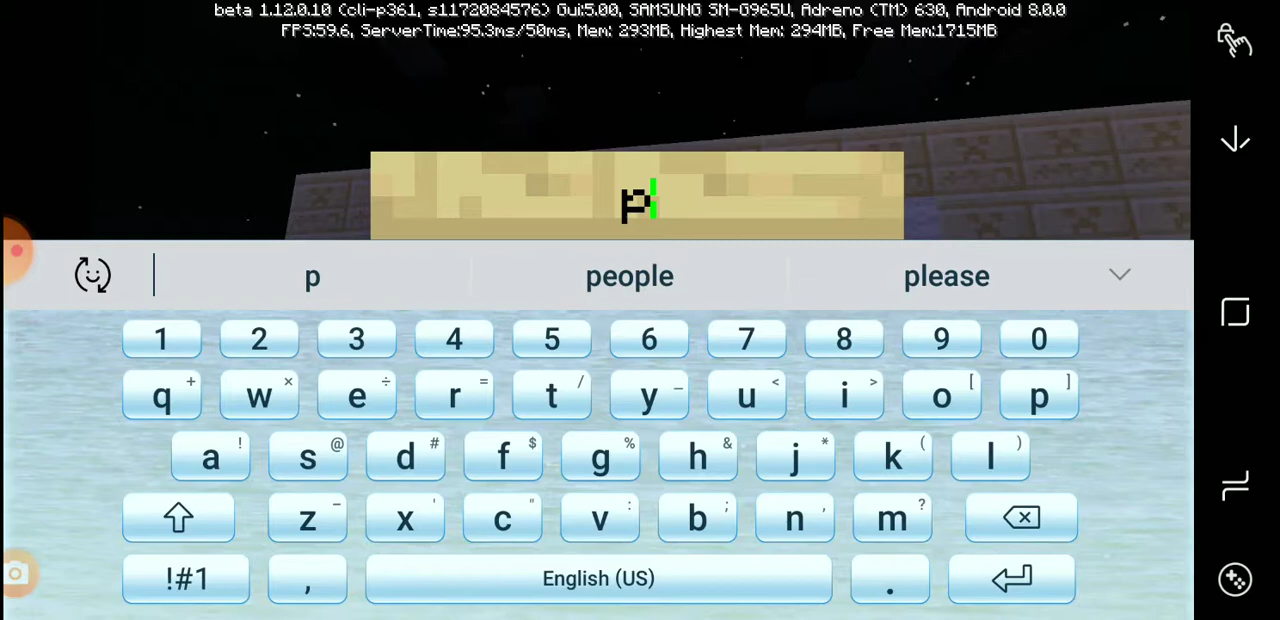 beta 1.12.0.10 (cli-p361, s1172084576) Gui:5.00, SAMSUNG SM-G965U, Adreno (TM) 630, Android 8.0.0
FPS:59.6, ServerTime:95.3ms/50ms, Mem: 293MB, Highest Mem: 294MB, Free Mem:1715MB
p
p people please
1 2 3 4 5 6 7 8 9 0
q + w × e ÷ r = t / y _ u < i > o [ p ]
a ! s @ d # f $ g % h & j * k ( l )
z - x ' c " v : b ; n , m ?
!#1 , English (US) .